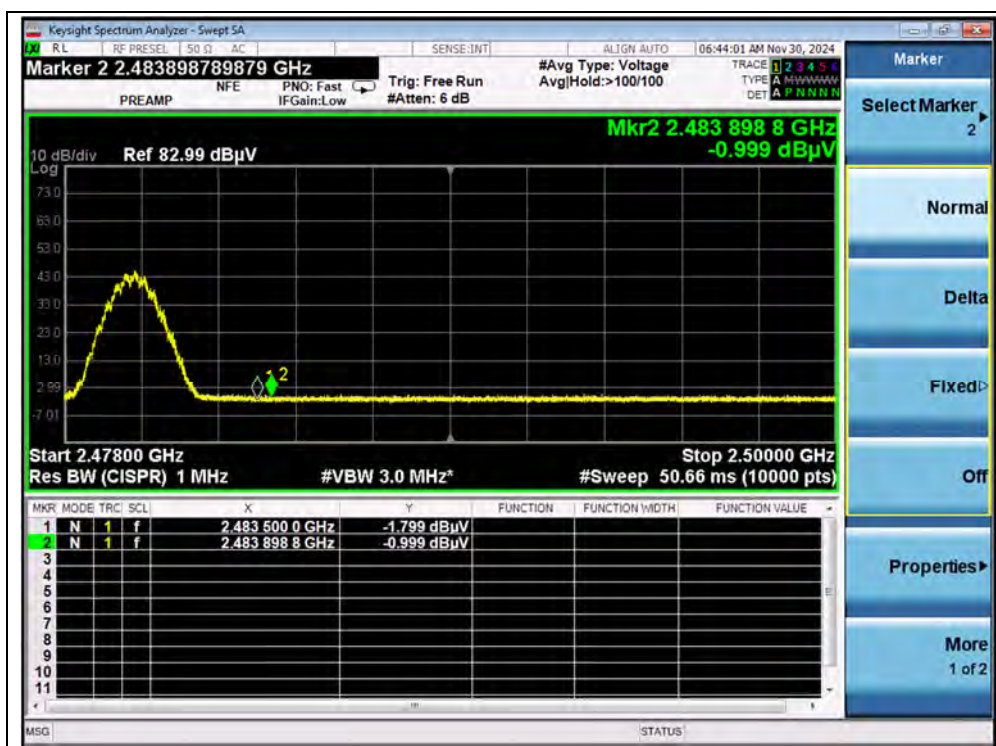 Keysight Spectrum Analyzer - Swept SA
RL RF PRESEL 50 Ω AC SENSE:INT ALIGN AUTO 06:44:01 AM Nov 30, 2024
Marker 2 2.483898789879 GHz
PREAMP NFE PNO: Fast IFGain:Low
Trig: Free Run
#Atten: 6 dB
#Avg Type: Voltage
Avg|Hold:>100/100
TRACE 1 2 3 4 5 6
TYPE A M W W W W W
DET A P N N N N
Mkr2 2.483 898 8 GHz
-0.999 dBµV
10 dB/div Ref 82.99 dBµV
Log
73.0
63.0
53.0
43.0
33.0
23.0
13.0
2.99
-7.01
1 2
Start 2.47800 GHz Stop 2.50000 GHz
Res BW (CISPR) 1 MHz #VBW 3.0 MHz* #Sweep 50.66 ms (10000 pts)
MKR MODE TRC SCL X Y FUNCTION FUNCTION WIDTH FUNCTION VALUE
1 N 1 f 2.483 500 0 GHz -1.799 dBµV
2 N 1 f 2.483 898 8 GHz -0.999 dBµV
3
4
5
6
7
8
9
10
11
MSG STATUS
Marker
Select Marker
2
Normal
Delta
Fixed
Off
Properties
More
1 of 2